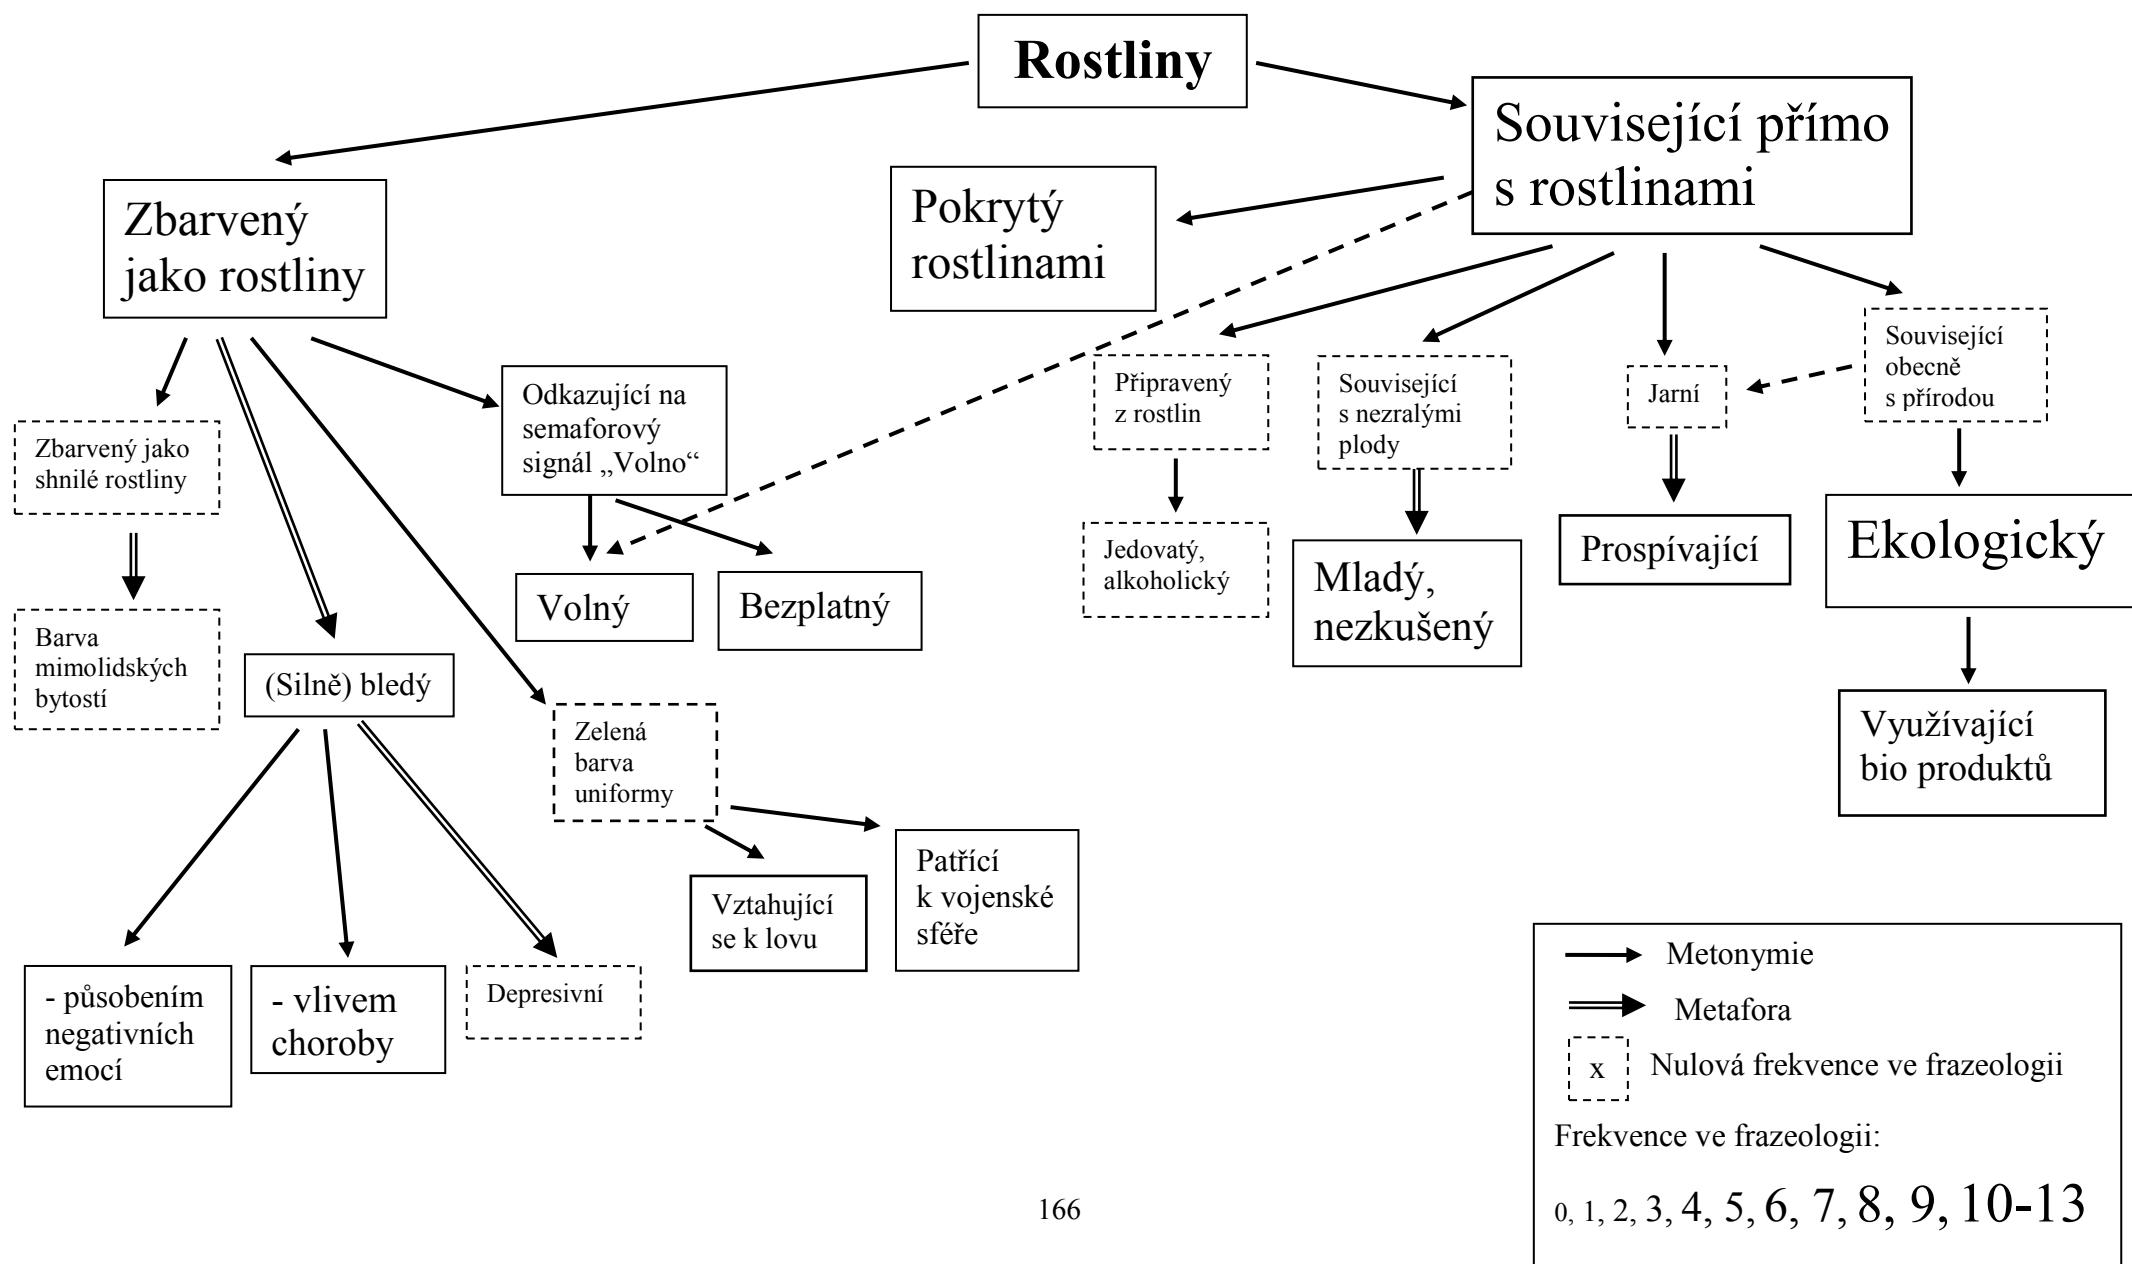 Rostliny
Související přímo
s rostlinami
Zbarvený
jako rostliny
Pokrytý
rostlinami
Odkazující na
semaforový
signál „Volno“
Připravený
z rostlin
Související
s nezralými
plody
Jarní
Související
obecně
s přírodou
Zbarvený jako
shnilé rostliny
Jedovatý,
alkoholický
Mladý,
nezkušený
Prospívající
Ekologický
Volný
Bezplatný
Barva
mimolidských
bytostí
(Silně) bledý
Zelená
barva
uniformy
Využívající
bio produktů
Vztahující
se k lovu
Patřící
k vojenské
sféře
- působením
negativních
emocí
- vlivem
choroby
Depresivní
Metonymie
Metafora
x Nulová frekvence ve frazeologii
Frekvence ve frazeologii:
0, 1, 2, 3, 4, 5, 6, 7, 8, 9, 10-13
166